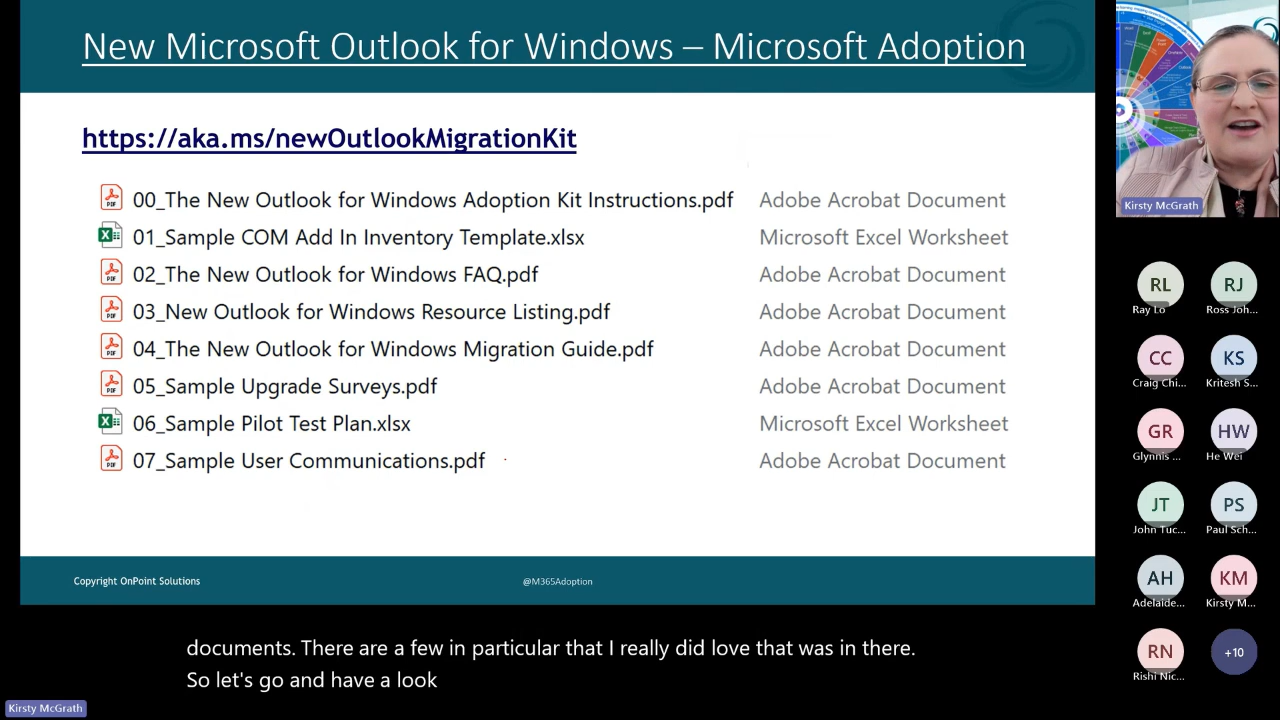 New Microsoft Outlook for Windows – Microsoft Adoption
https://aka.ms/newOutlookMigrationKit
00_The New Outlook for Windows Adoption Kit Instructions.pdf Adobe Acrobat Document
01_Sample COM Add In Inventory Template.xlsx Microsoft Excel Worksheet
02_The New Outlook for Windows FAQ.pdf Adobe Acrobat Document
03_New Outlook for Windows Resource Listing.pdf Adobe Acrobat Document
04_The New Outlook for Windows Migration Guide.pdf Adobe Acrobat Document
05_Sample Upgrade Surveys.pdf Adobe Acrobat Document
06_Sample Pilot Test Plan.xlsx Microsoft Excel Worksheet
07_Sample User Communications.pdf Adobe Acrobat Document
Copyright OnPoint Solutions
@M365Adoption
Kirsty McGrath
RL RJ
Ray Lo Ross Joh...
CC KS
Craig Chi... Kritesh S...
GR HW
Glynnis ... He Wei
JT PS
John Tuc... Paul Sch...
AH KM
Adelaide... Kirsty M...
RN +10
Rishi Nic...
documents. There are a few in particular that I really did love that was in there.
So let's go and have a look
Kirsty McGrath